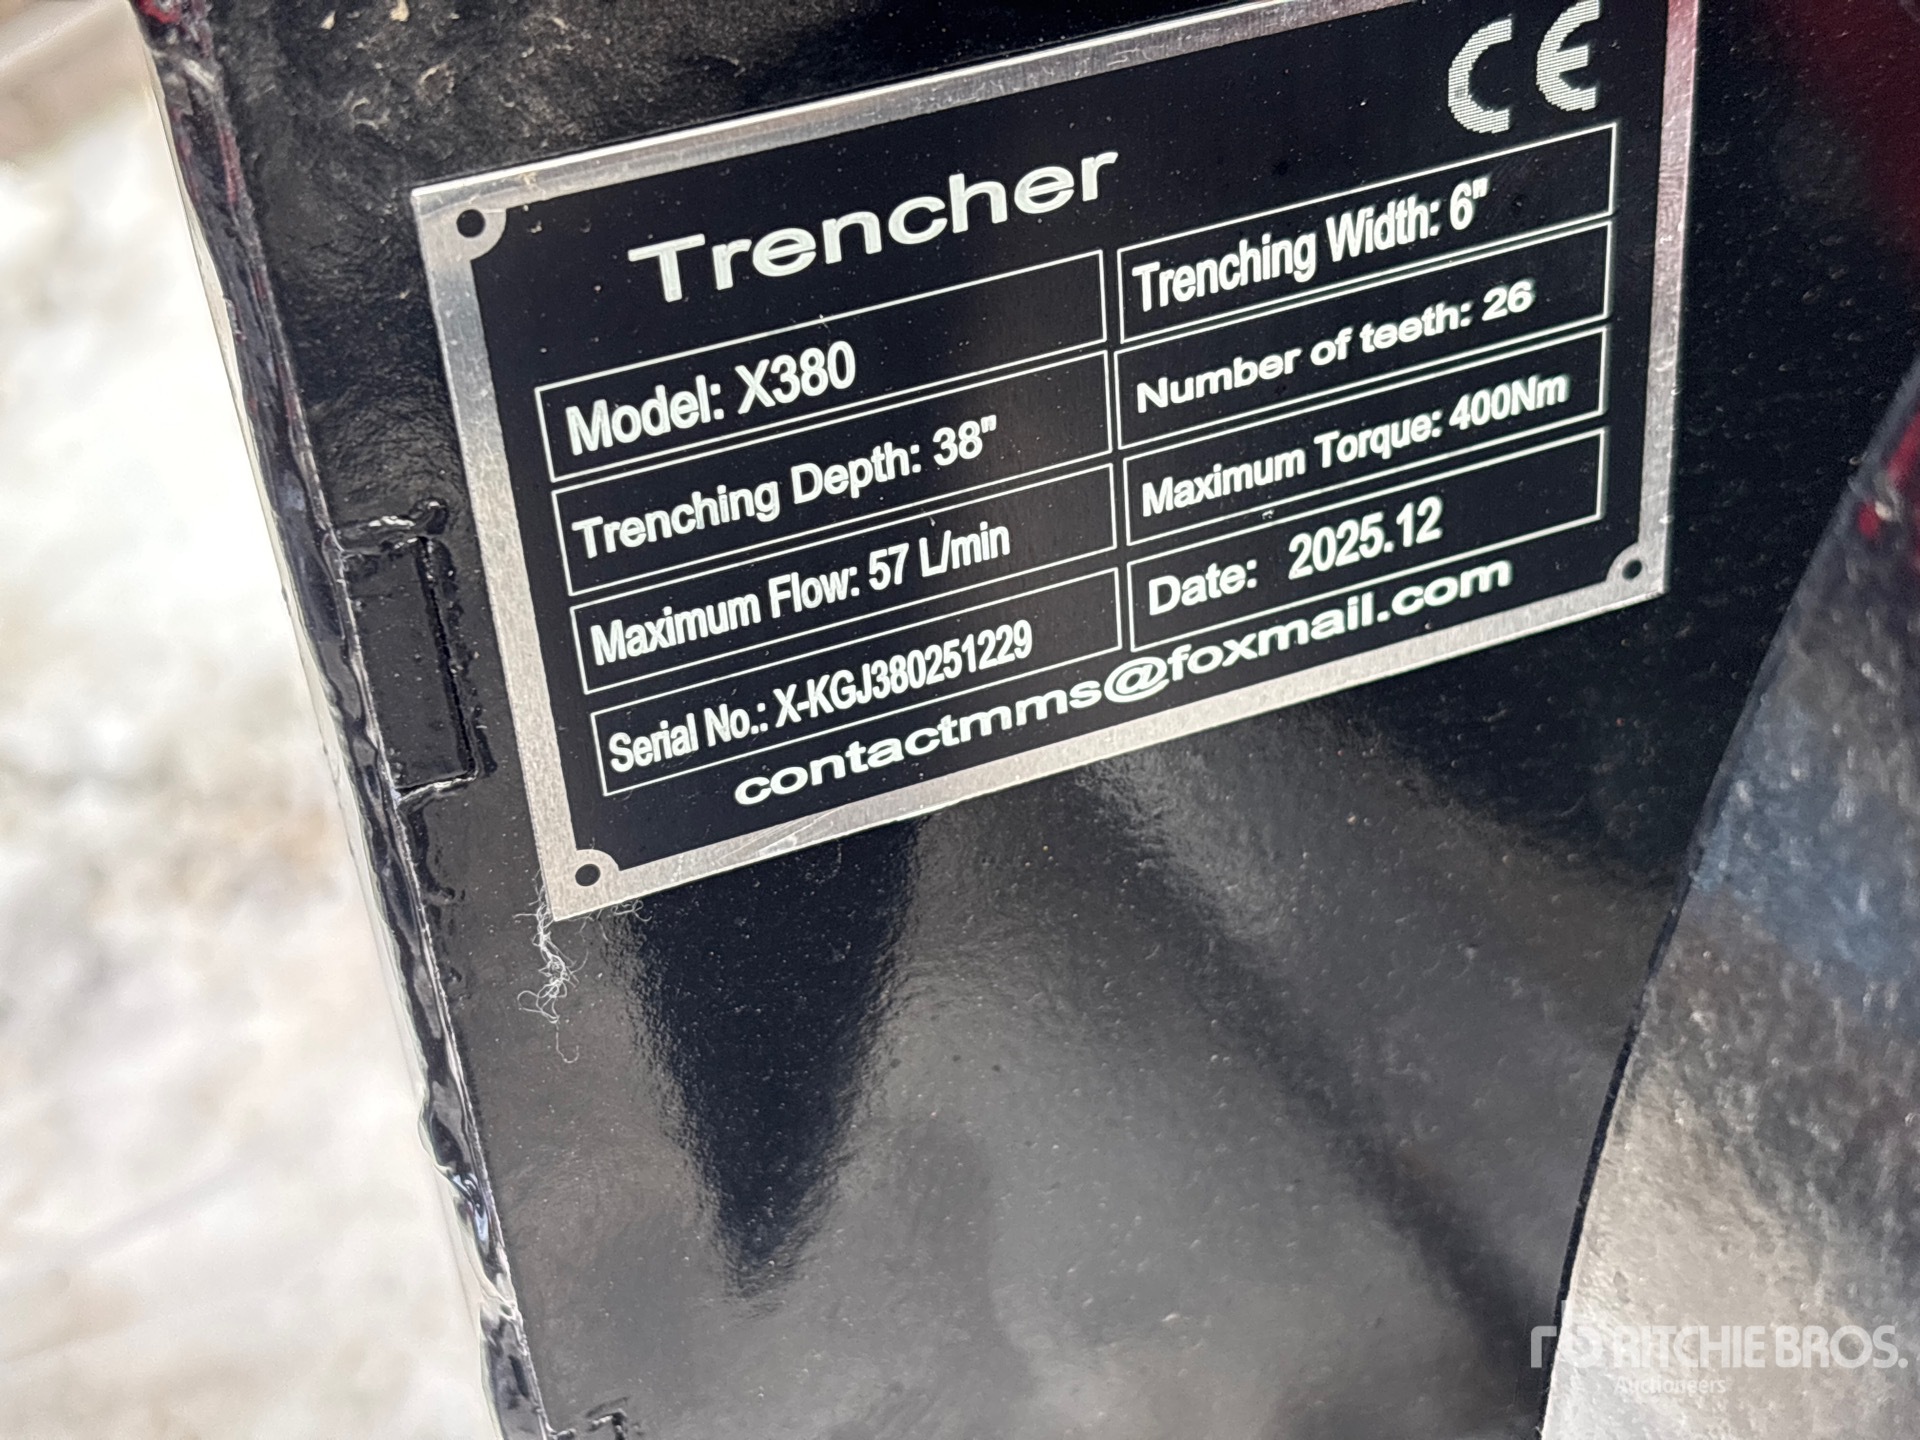 CE
Trencher
Model: X380
Trenching Width: 6"
Trenching Depth: 38"
Number of teeth: 26
Maximum Flow: 57 L/min
Maximum Torque: 400Nm
Serial No.: X-KGJ380251229
Date: 2025.12
contactmms@foxmail.com
RITCHIE BROS.
Auctioneers